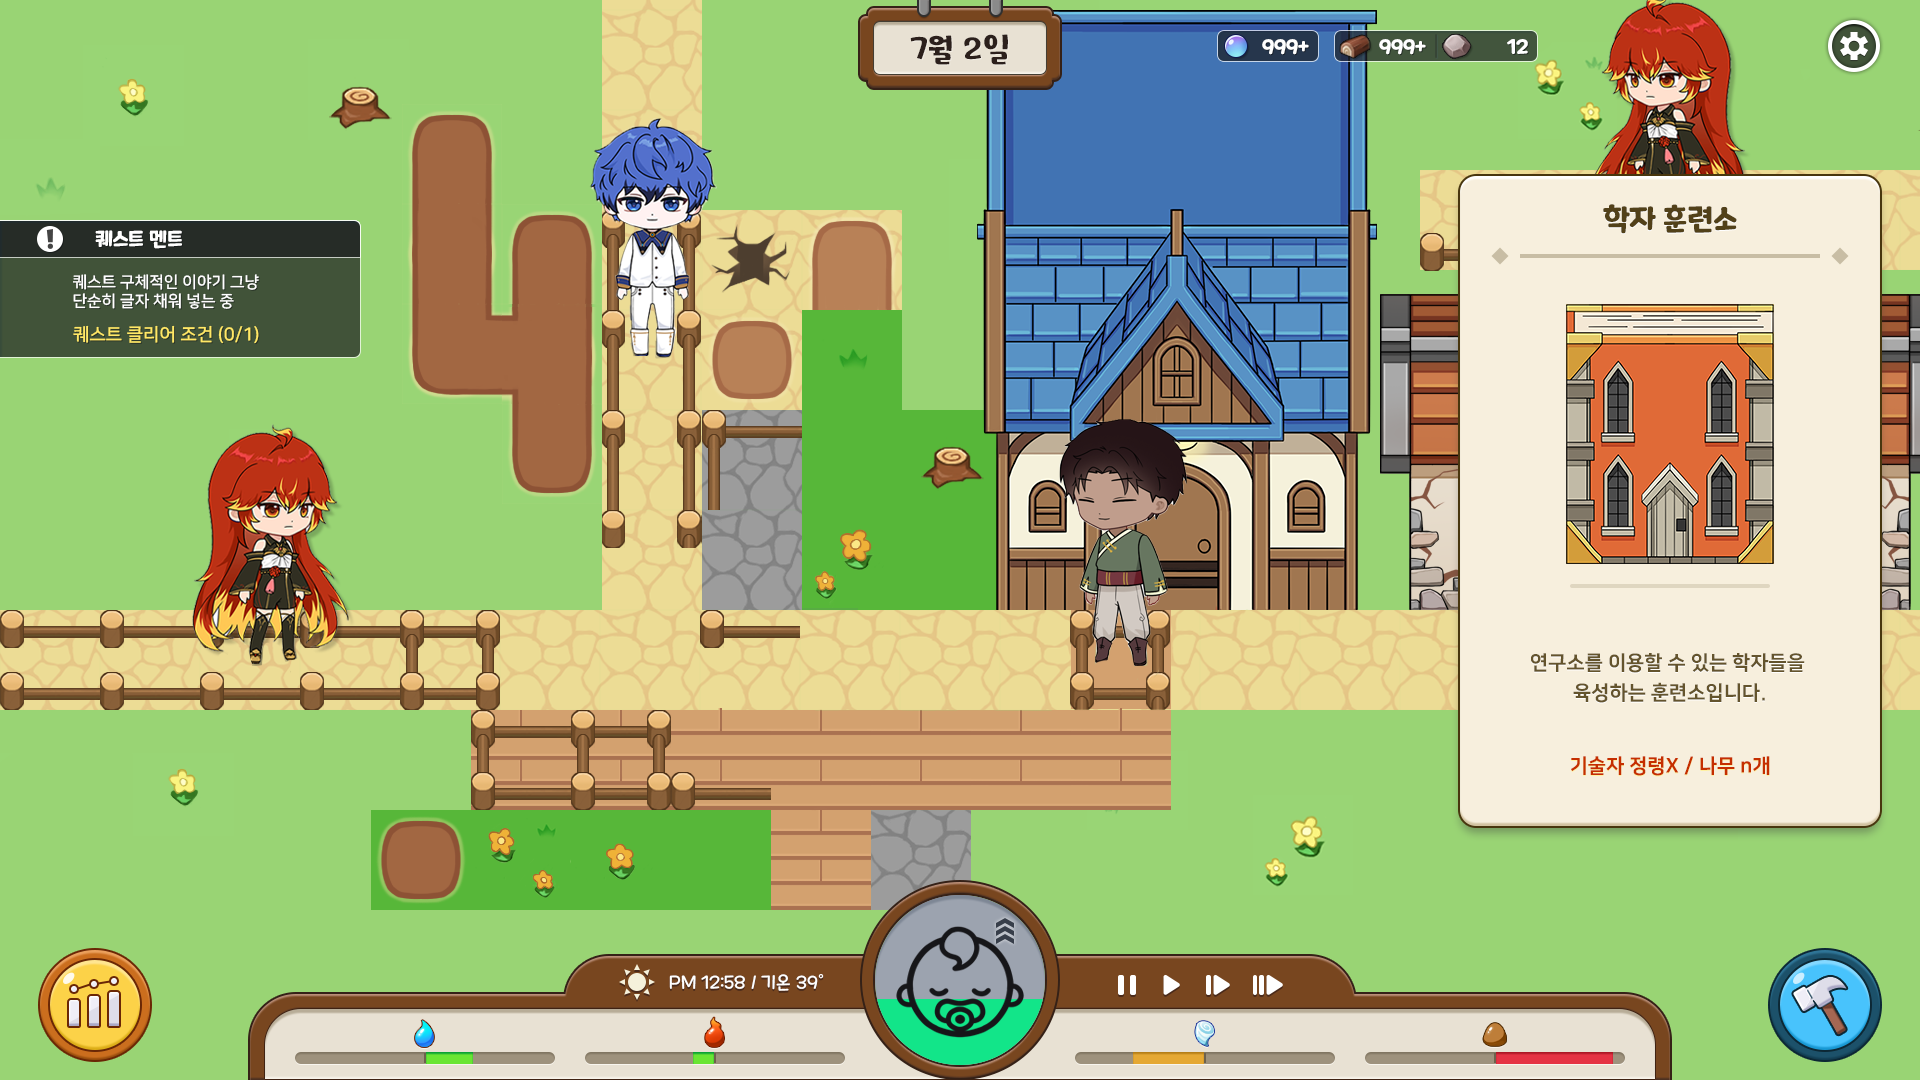 7월 2일
999+
999+
12
퀘스트 멘트
퀘스트 구체적인 이야기 그냥
단순히 글자 채워 넣는 중
퀘스트 클리어 조건 (0/1)
학자 훈련소
연구소를 이용할 수 있는 학자들을
육성하는 훈련소입니다.
기술자 정령X / 나무 n개
PM 12:58 / 기온 39°